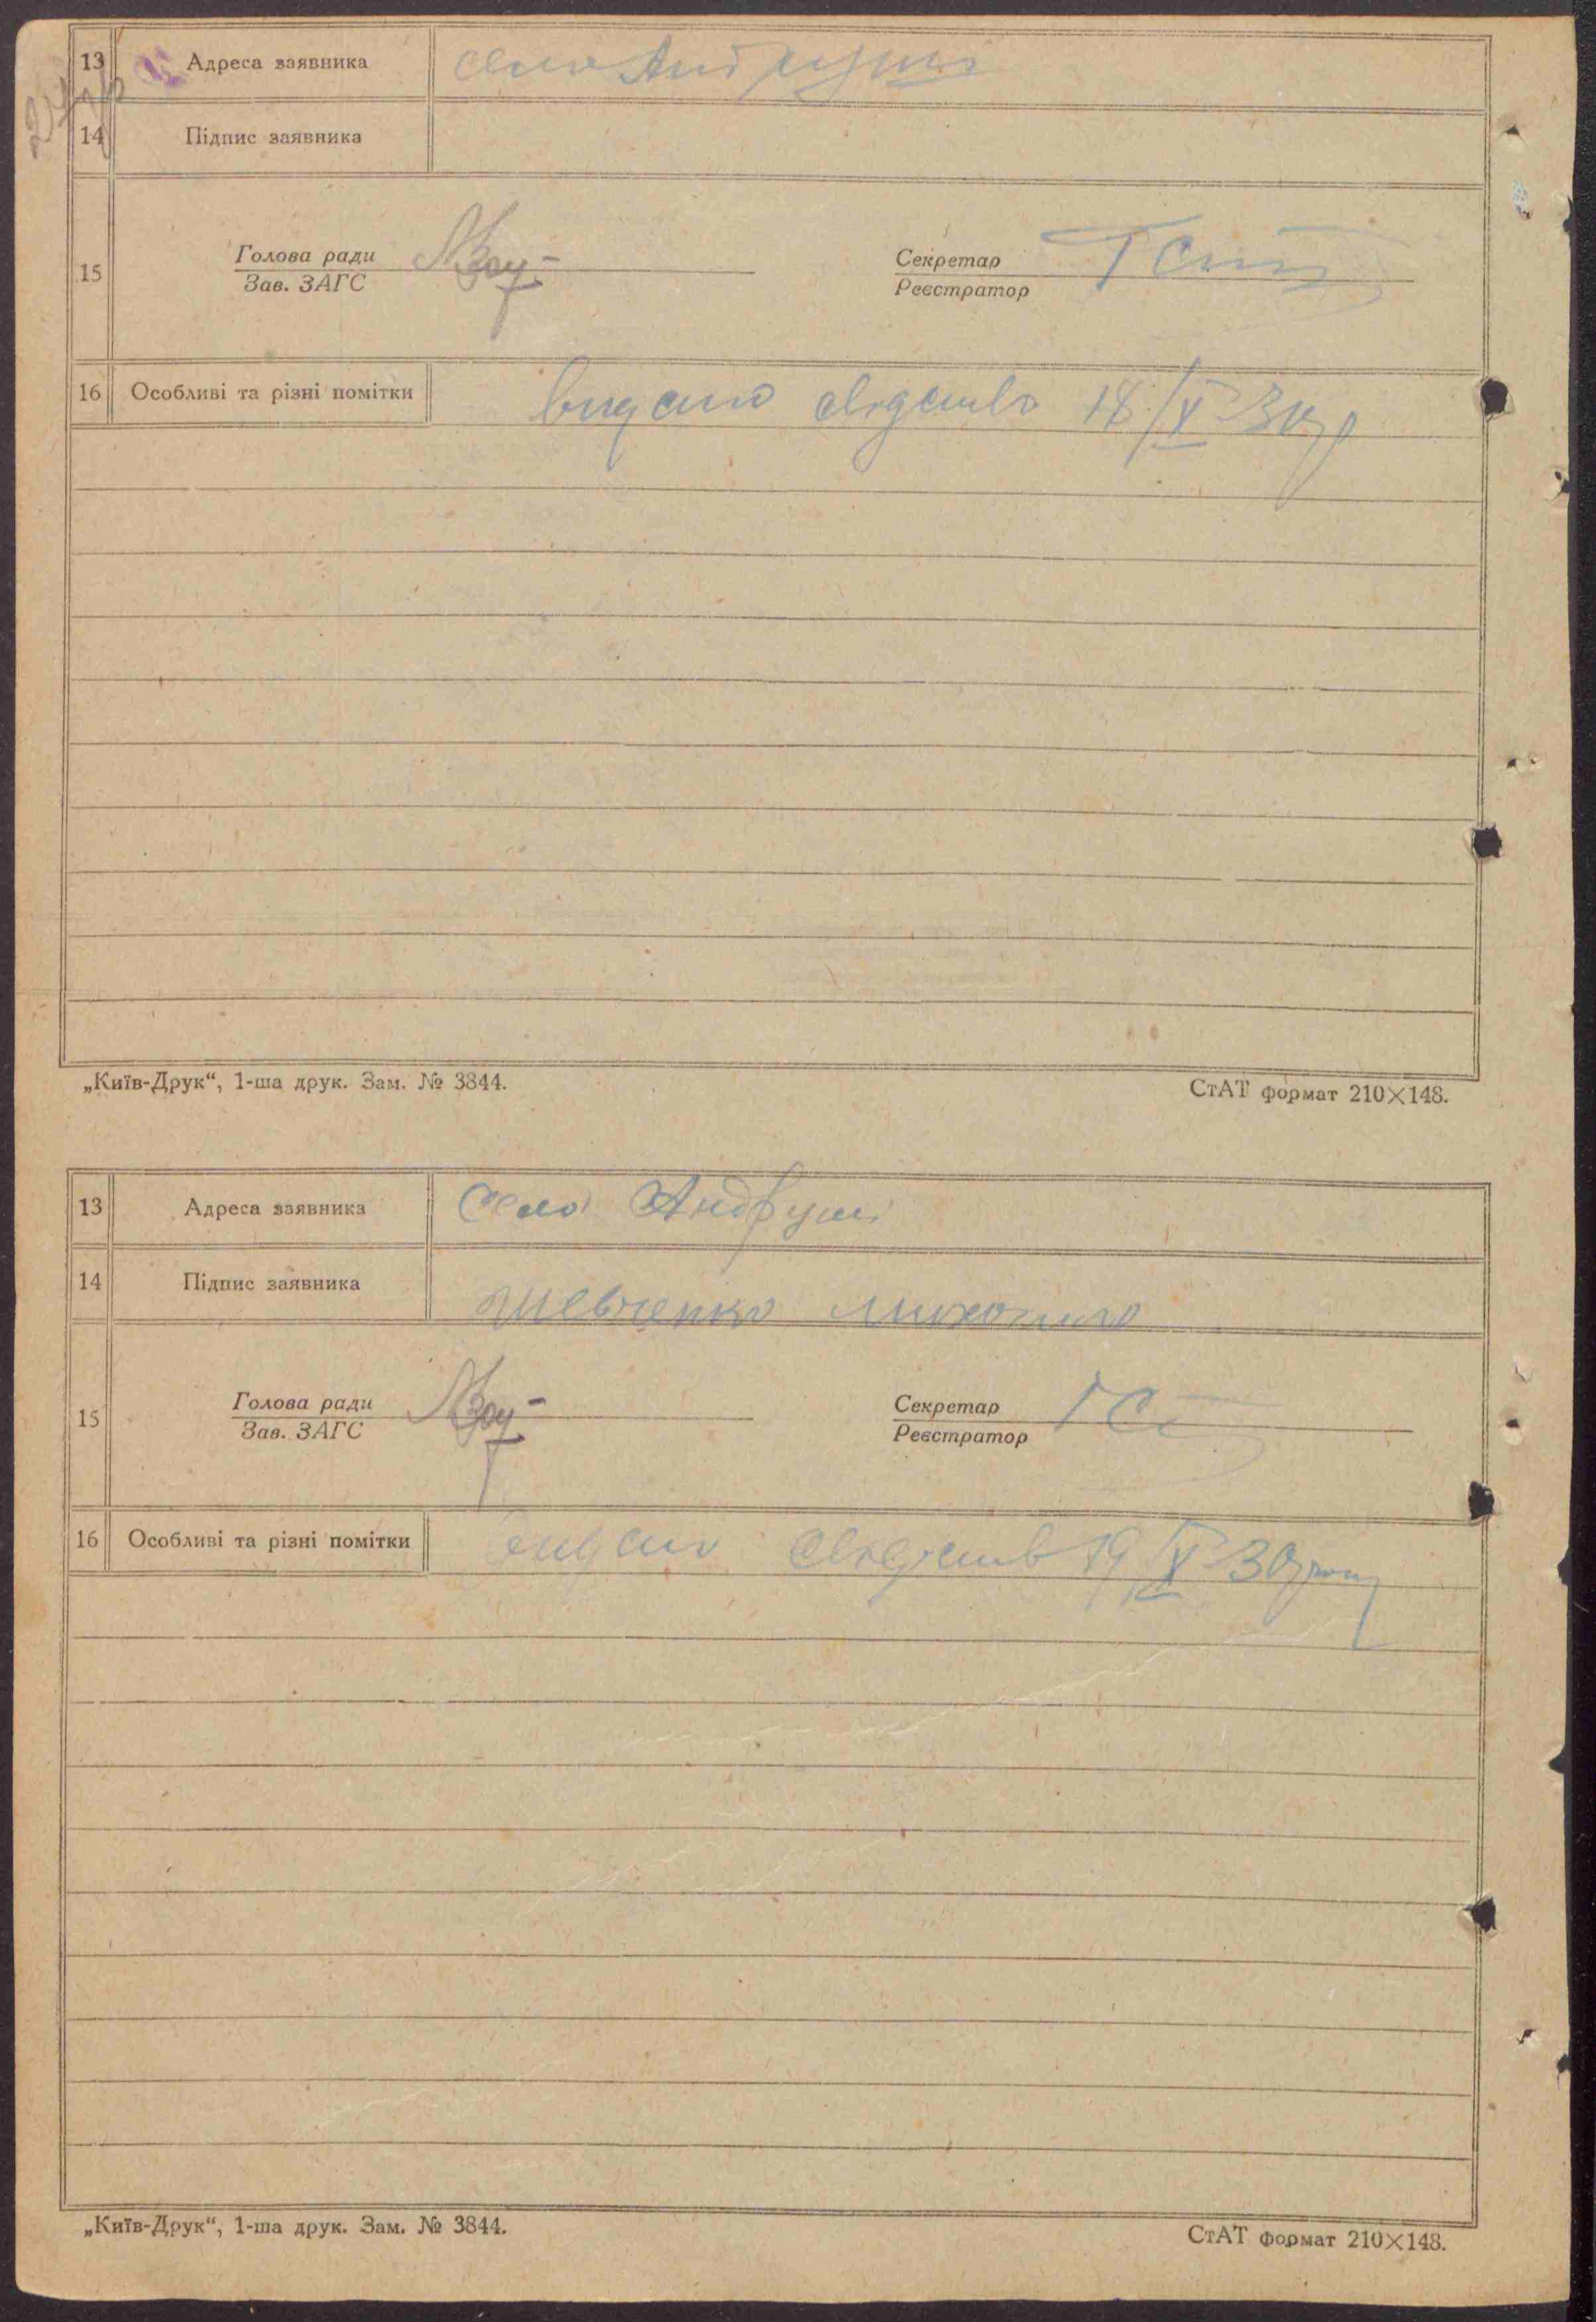 13 Адреса заявника село Андруши
14 Підпис заявника
15 Голова ради Секретар
Зав. ЗАГС Реєстратор
16 Особливі та різні помітки видано свідоцтво 18/X 30 р
„Київ-Друк“, 1-ша друк. Зам. № 3844. СтАТ формат 210×148.
13 Адреса заявника село Андруші
14 Підпис заявника Шевченко
15 Голова ради Секретар
Зав. ЗАГС Реєстратор
16 Особливі та різні помітки видано 19/X 30 року
„Київ-Друк“, 1-ша друк. Зам. № 3844. СтАТ формат 210×148.